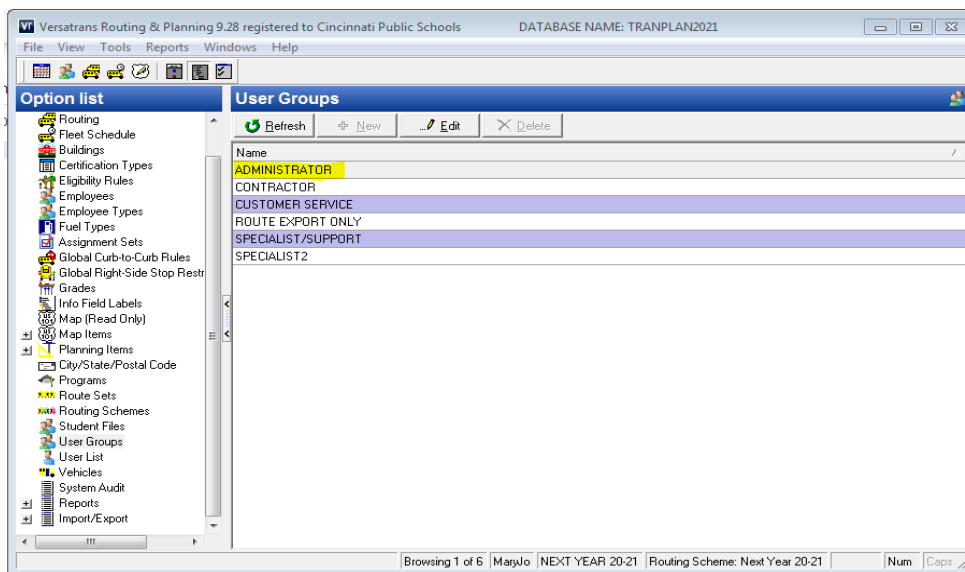 Versatrans Routing & Planning 9.28 registered to Cincinnati Public Schools DATABASE NAME: TRANPLAN2021
File View Tools Reports Windows Help
Option list
Routing
Fleet Schedule
Buildings
Certification Types
Eligibility Rules
Employees
Employee Types
Fuel Types
Assignment Sets
Global Curb-to-Curb Rules
Global Right-Side Stop Restr
Grades
Info Field Labels
Map (Read Only)
Map Items
Planning Items
City/State/Postal Code
Programs
Route Sets
Routing Schemes
Student Files
User Groups
User List
Vehicles
System Audit
Reports
Import/Export
User Groups
Refresh New ... Edit Delete
Name
ADMINISTRATOR
CONTRACTOR
CUSTOMER SERVICE
ROUTE EXPORT ONLY
SPECIALIST/SUPPORT
SPECIALIST2
Browsing 1 of 6 MaryJo NEXT YEAR 20-21 Routing Scheme: Next Year 20-21 Num Caps